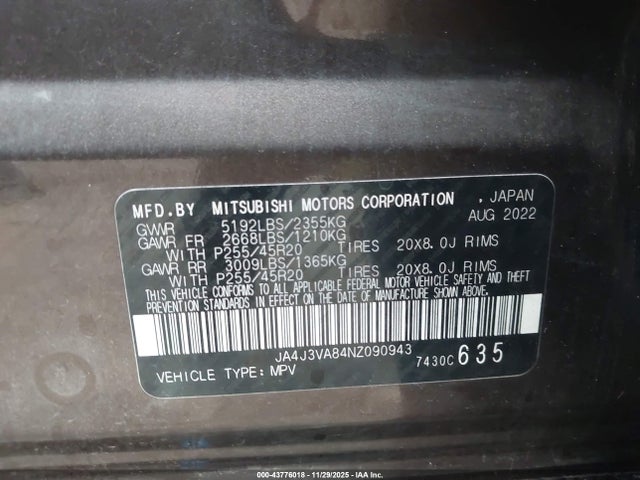 MFD.BY MITSUBISHI MOTORS CORPORATION , JAPAN
GVWR 5192LBS/2355KG AUG 2022
GAWR FR 2668LBS/1210KG
WITH P255/45R20 TIRES 20X8.0J RIMS
GAWR RR 3009LBS/1365KG
WITH P255/45R20 TIRES 20X8.0J RIMS
THIS VEHICLE CONFORMS TO ALL APPLICABLE FEDERAL MOTOR VEHICLE SAFETY AND THEFT
PREVENTION STANDARDS IN EFFECT ON THE DATE OF MANUFACTURE SHOWN ABOVE.
JA4J3VA84NZ090943
7430C 635
VEHICLE TYPE: MPV
000-43776018 - 11/29/2025 - © IAA Inc.